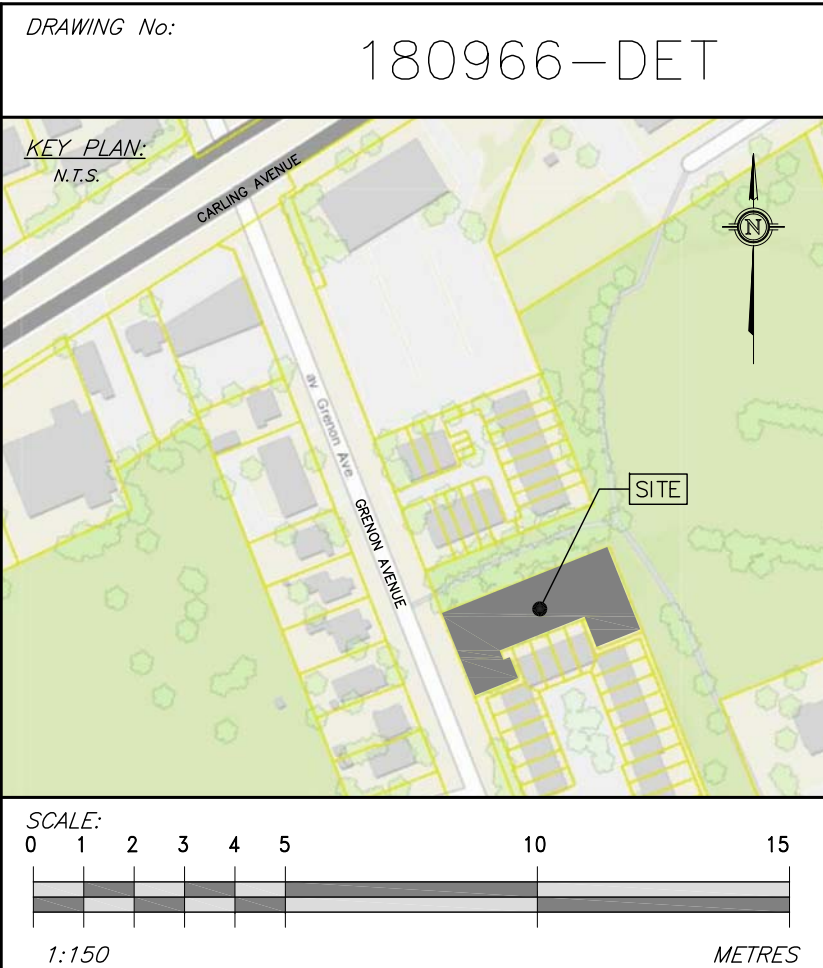 DRAWING No:
180966-DET
KEY PLAN:
N.T.S.
CARLING AVENUE
N
av Grenon Ave
GRENON AVENUE
SITE
SCALE:
0 1 2 3 4 5 10 15
1:150 METRES